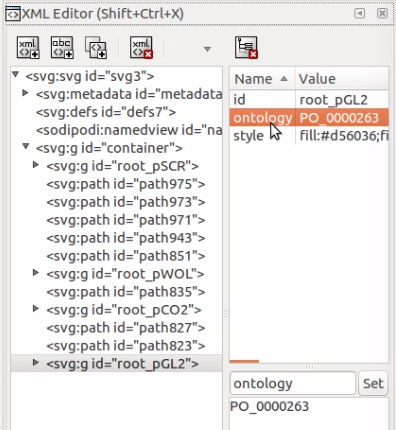 XML Editor (Shift+Ctrl+X)
xml
abc
xml
<svg:svg id="svg3">
<svg:metadata id="metadata
<svg:defs id="defs7">
<sodipodi:namedview id="na
<svg:g id="container">
<svg:g id="root_pSCR">
<svg:path id="path975">
<svg:path id="path973">
<svg:path id="path971">
<svg:path id="path943">
<svg:path id="path851">
<svg:g id="root_pWOL">
<svg:path id="path835">
<svg:g id="root_pCO2">
<svg:path id="path827">
<svg:path id="path823">
<svg:g id="root_pGL2">
Name Value
id root_pGL2
ontology PO_0000263
style fill:#d56036;fi
ontology Set
PO_0000263